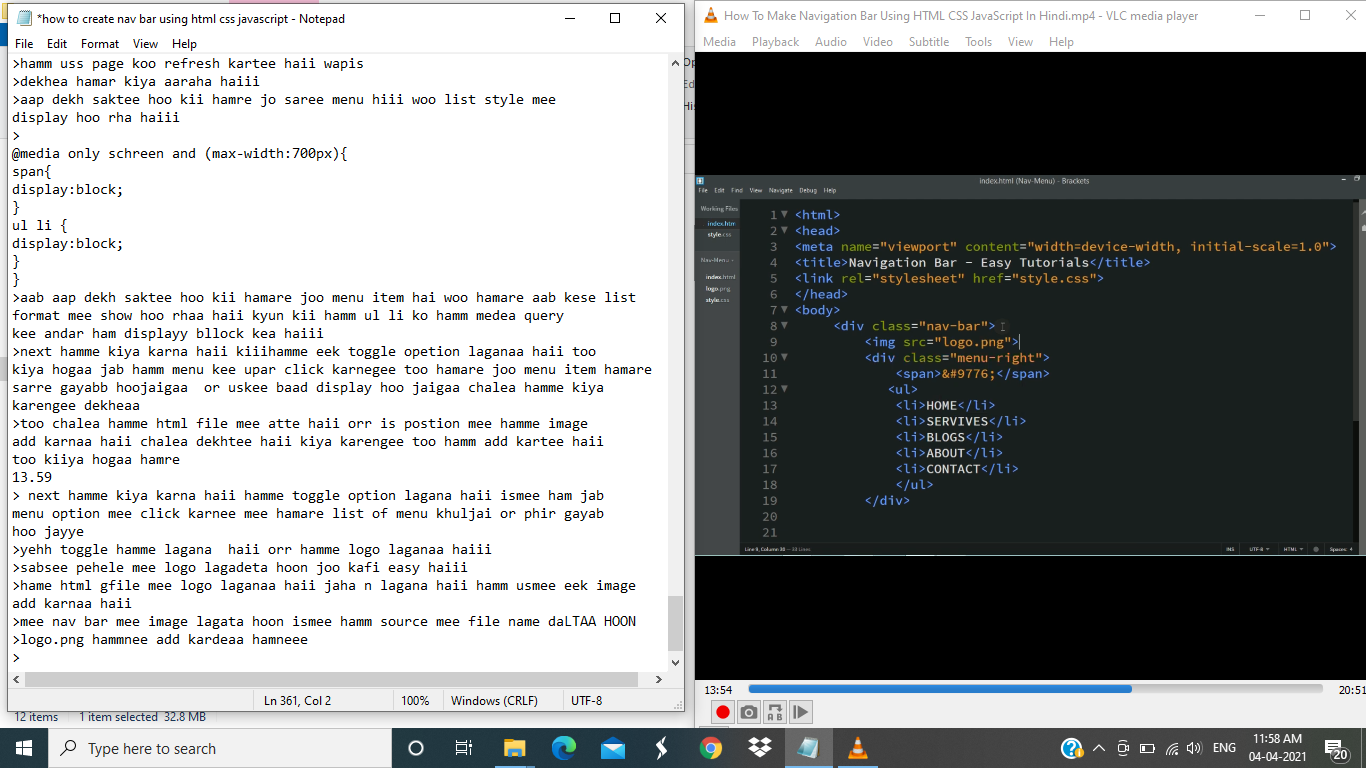 *how to create nav bar using html css javascript - Notepad
File Edit Format View Help
>hamm uss page koo refresh kartee haii wapis
>dekhea hamar kiya aaraha haiii
>aap dekh saktee hoo kii hamre jo saree menu hiii woo list style mee
display hoo rha haiii
>
@media only schreen and (max-width:700px){
span{
display:block;
}
ul li {
display:block;
}
}
>aab aap dekh saktee hoo kii hamare joo menu item hai woo hamare aab kese list
format mee show hoo rhaa haii kyun kii hamm ul li ko hamm medea query
kee andar ham displayy bllock kea haiii
>next hamme kiya karna haii kiiihamme eek toggle opetion laganaa haii too
kiya hogaa jab hamm menu kee upar click karnegee too hamare joo menu item hamare
sarre gayabb hoojaigaa  or uskee baad display hoo jaigaa chalea hamme kiya
karengee dekheaa
>too chalea hamme html file mee atte haii orr is postion mee hamme image
add karnaa haii chalea dekhtee haii kiya karengee too hamm add kartee haii
too kiiya hogaa hamre
13.59
> next hamme kiya karna haii hamme toggle option lagana haii ismee ham jab
menu option mee click karnee mee hamare list of menu khuljai or phir gayab
hoo jayye
>yehh toggle hamme lagana  haii orr hamme logo laganaa haiii
>sabsee pehele mee logo lagadeta hoon joo kafi easy haiii
>hame html gfile mee logo laganaa haii jaha n lagana haii hamm usmee eek image
add karnaa haii
>mee nav bar mee image lagata hoon ismee hamm source mee file name daLTAA HOON
>logo.png hammnee add kardeaa hamneee
>
Ln 361, Col 2 100% Windows (CRLF) UTF-8
12 items 1 item selected 32.8 MB
How To Make Navigation Bar Using HTML CSS JavaScript In Hindi.mp4 - VLC media player
Media Playback Audio Video Subtitle Tools View Help
index.html (Nav-Menu) - Brackets
File Edit Find View Navigate Debug Help
Working Files
index.htm
style.css
Nav-Menu
index.html
logo.png
style.css
1 <html>
2 <head>
3 <meta name="viewport" content="width=device-width, initial-scale=1.0">
4 <title>Navigation Bar - Easy Tutorials</title>
5 <link rel="stylesheet" href="style.css">
6 </head>
7 <body>
8 <div class="nav-bar">
9 <img src="logo.png">
10 <div class="menu-right">
11 <span>&#9776;</span>
12 <ul>
13 <li>HOME</li>
14 <li>SERVIVES</li>
15 <li>BLOGS</li>
16 <li>ABOUT</li>
17 <li>CONTACT</li>
18 </ul>
19 </div>
20
21
Line 9, Column 30 — 33 Lines INS UTF-8 HTML Spaces: 4
13:54 20:51
Type here to search
ENG
11:58 AM
04-04-2021
20